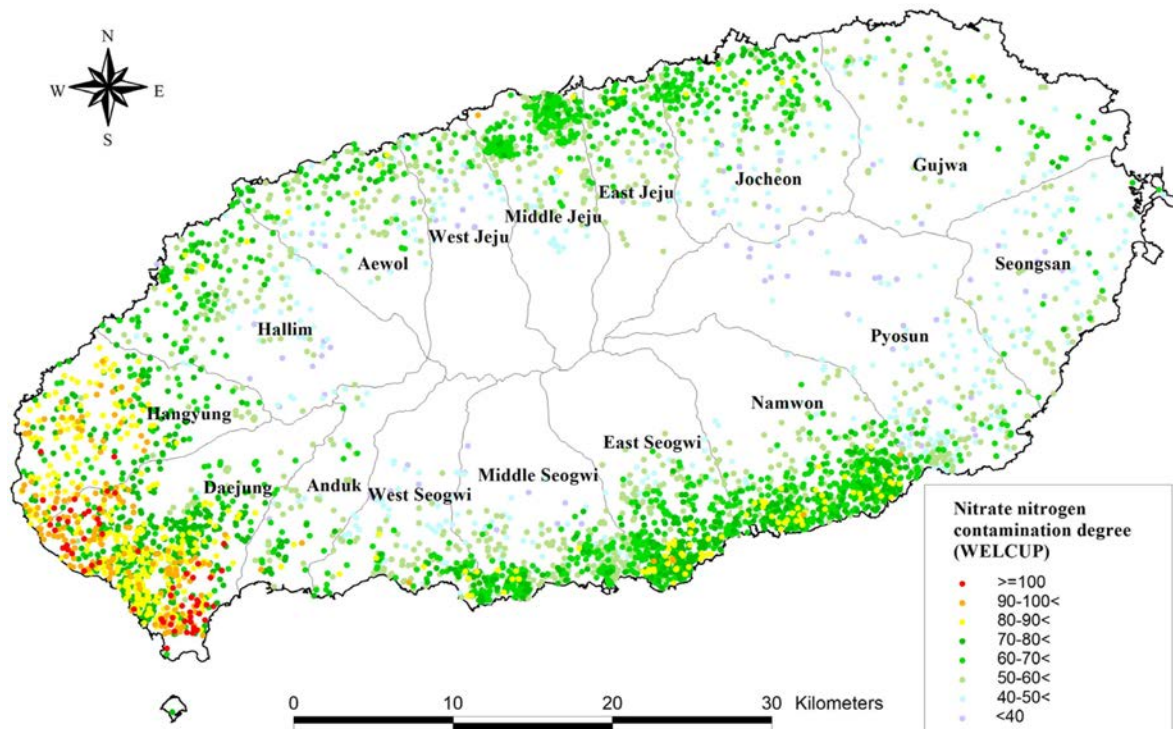 N
W E
S
Gujwa
Jocheon
East Jeju
Middle Jeju
West Jeju
Aewol
Seongsan
Hallim
Pyosun
Namwon
Hangyung
East Seogwi
Middle Seogwi
Daejung
Anduk
West Seogwi
Nitrate nitrogen
contamination degree
(WELCUP)
>=100
90-100<
80-90<
70-80<
60-70<
50-60<
40-50<
<40
0 10 20 30 Kilometers